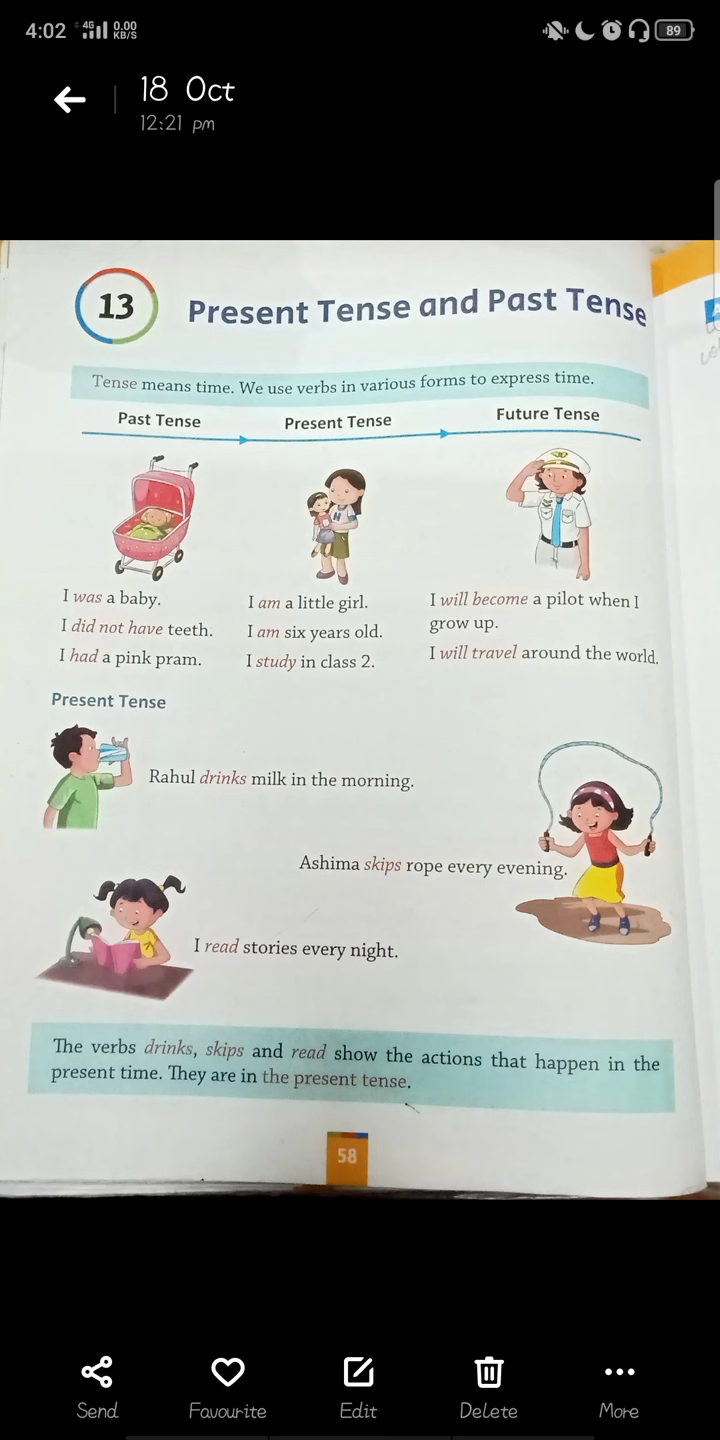 4:02 4G 0.00 KB/S 89
18 Oct
12:21 pm
13 Present Tense and Past Tense
Tense means time. We use verbs in various forms to express time.
Past Tense Present Tense Future Tense
I was a baby.
I did not have teeth.
I had a pink pram.
I am a little girl.
I am six years old.
I study in class 2.
I will become a pilot when I
grow up.
I will travel around the world.
Present Tense
Rahul drinks milk in the morning.
Ashima skips rope every evening.
I read stories every night.
The verbs drinks, skips and read show the actions that happen in the
present time. They are in the present tense.
58
Send Favourite Edit Delete More